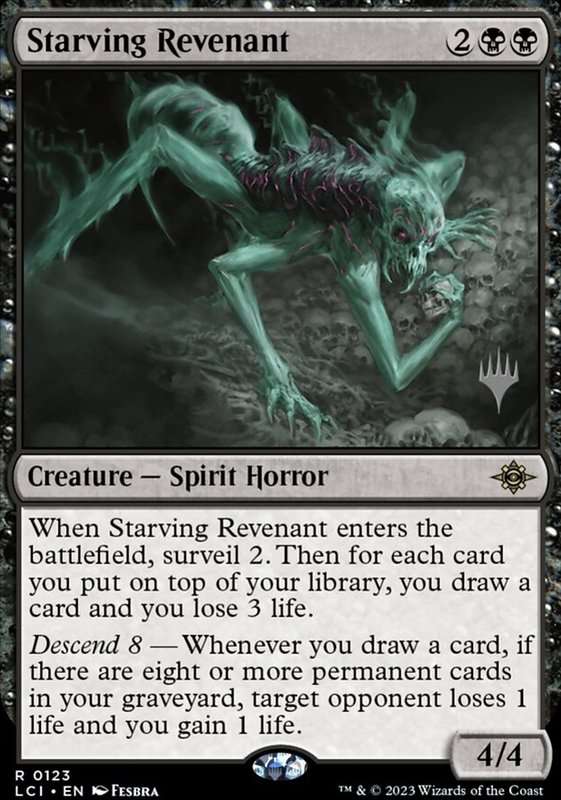 Starving Revenant 2
Creature — Spirit Horror
When Starving Revenant enters the
battlefield, surveil 2. Then for each card
you put on top of your library, you draw a
card and you lose 3 life.
Descend 8 — Whenever you draw a card, if
there are eight or more permanent cards
in your graveyard, target opponent loses 1
life and you gain 1 life.
4/4
R 0123
LCI • EN Fesbra
™ & © 2023 Wizards of the Coast